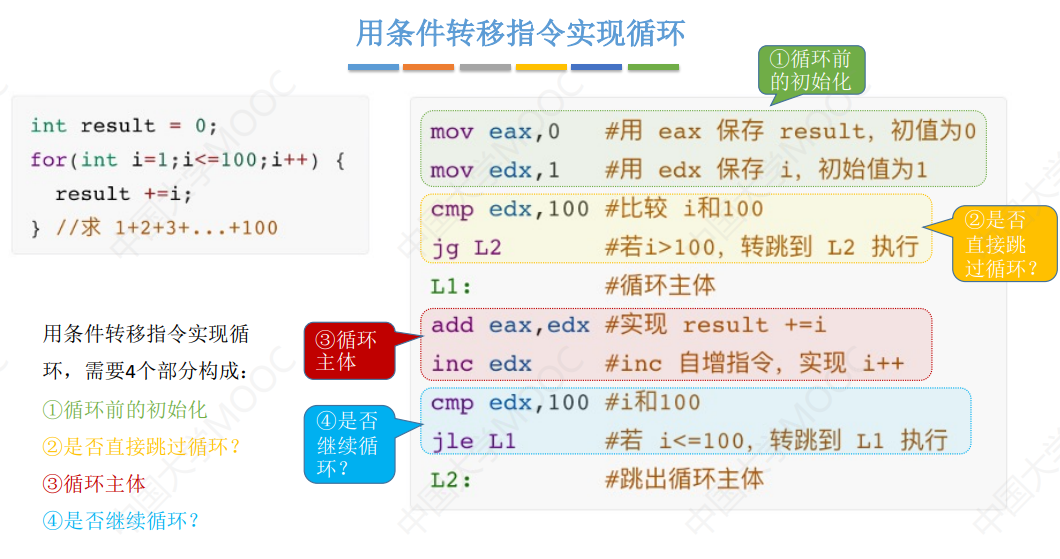 用条件转移指令实现循环
int result = 0;
for(int i=1;i<=100;i++) {
result +=i;
} //求 1+2+3+...+100
用条件转移指令实现循
环，需要4个部分构成：
①循环前的初始化
②是否直接跳过循环？
③循环主体
④是否继续循环？
①循环前
的初始化
mov eax,0 #用 eax 保存 result，初值为0
mov edx,1 #用 edx 保存 i，初始值为1
cmp edx,100 #比较 i和100
jg L2 #若i>100，转跳到 L2 执行
②是否
直接跳
过循环？
L1: #循环主体
③循环
主体
add eax,edx #实现 result +=i
inc edx #inc 自增指令，实现 i++
④是否
继续循
环？
cmp edx,100 #i和100
jle L1 #若 i<=100，转跳到 L1 执行
L2: #跳出循环主体
中国大学MOOC